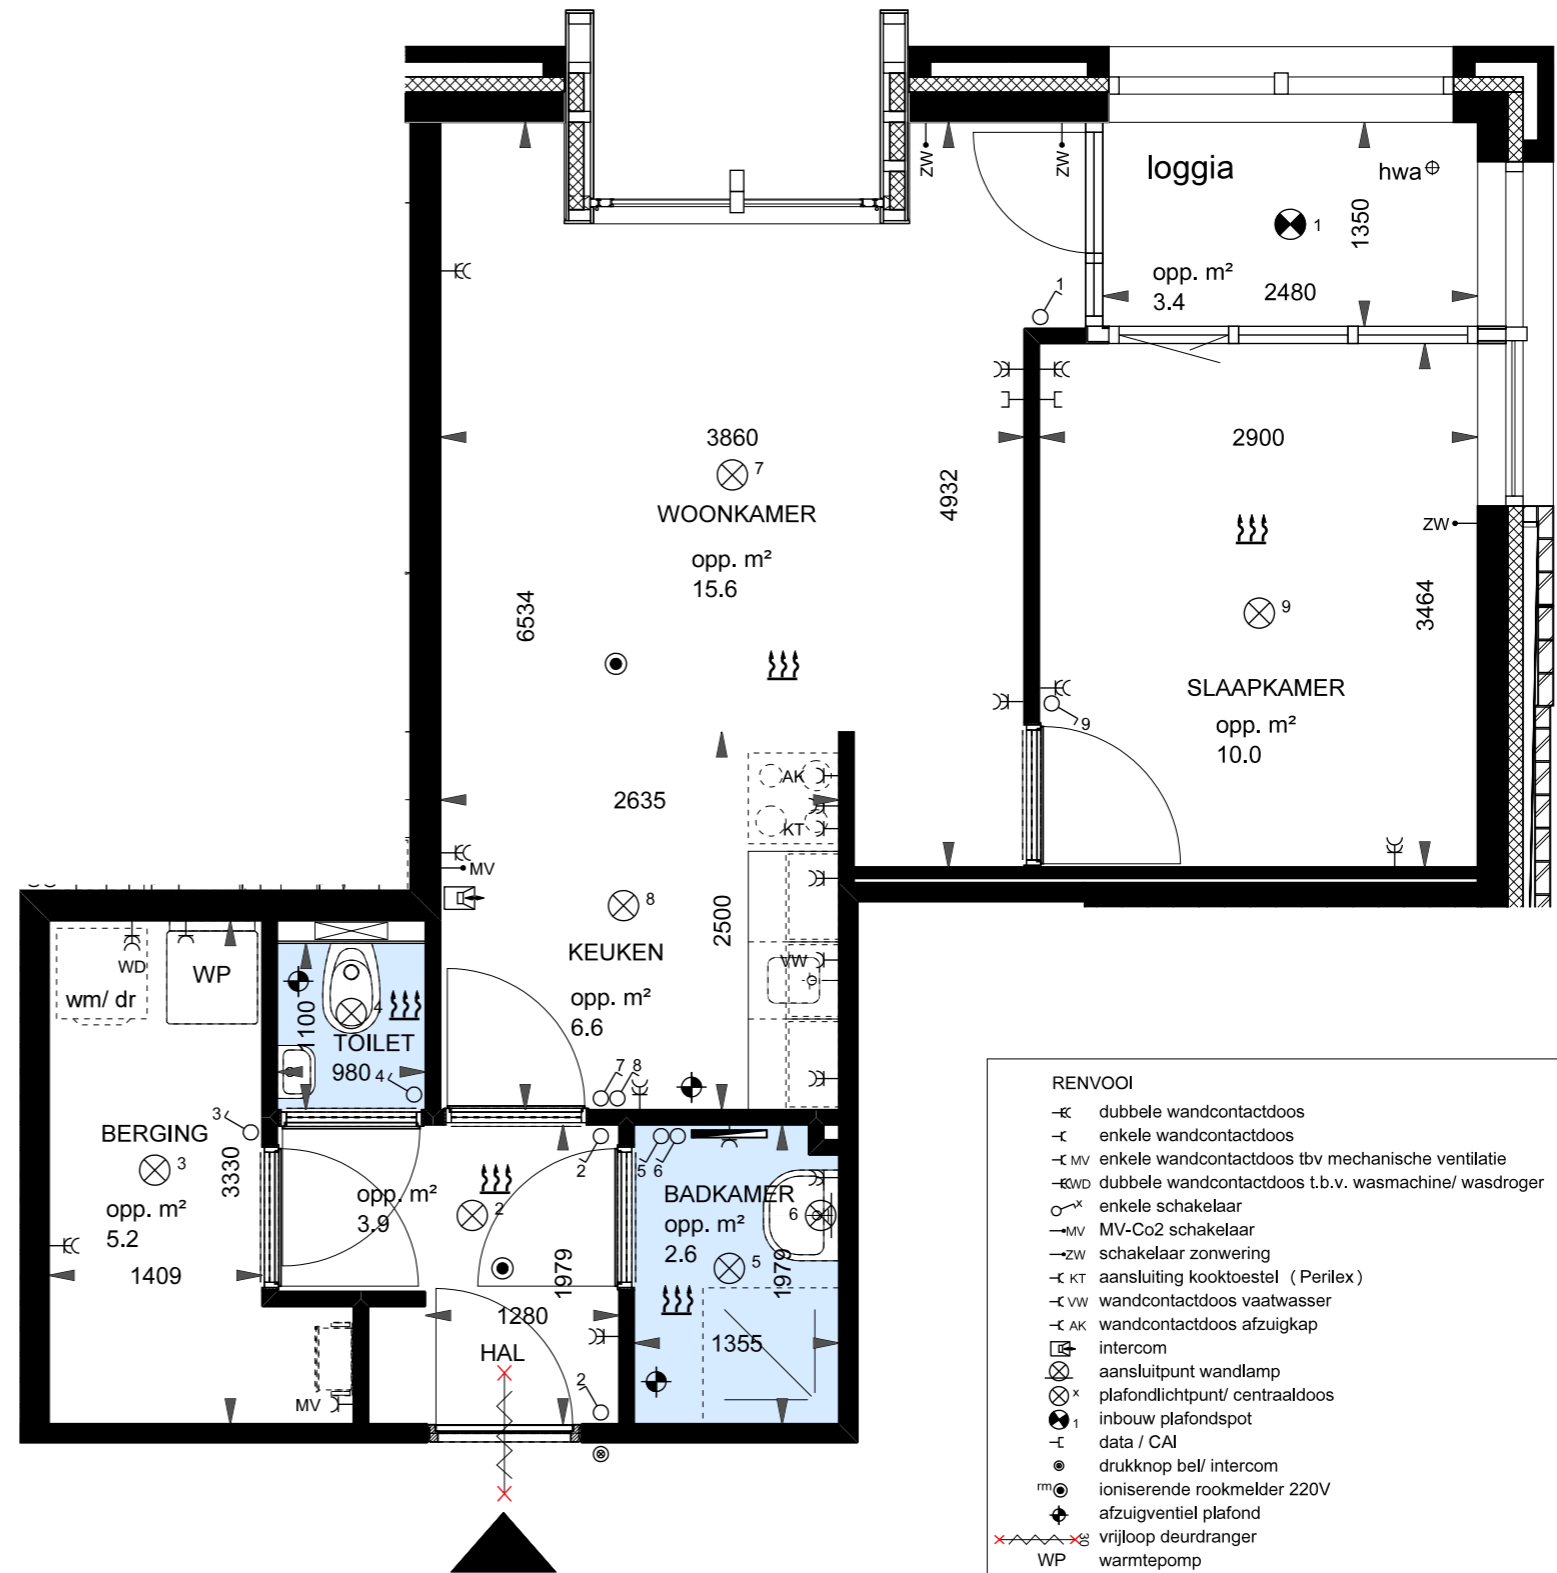 ZW
ZW
loggia
hwa
1350
1
opp. m²
3.4
2480
1
3860
7
WOONKAMER
opp. m²
15.6
4932
6534
2900
ZW
9
3464
SLAAPKAMER
opp. m²
10.0
9
2635
AK
KT
MV
8
2500
KEUKEN
opp. m²
6.6
VW
7 8
WD
wm/ dr
WP
4
1100
TOILET
980
4
3
BERGING
3
3330
opp. m²
5.2
1409
MV
opp. m²
3.9
2
2
1979
1280
HAL
2
5 6
BADKAMER
opp. m²
2.6
6
5
1979
1355
RENVOOI
dubbele wandcontactdoos
enkele wandcontactdoos
MV enkele wandcontactdoos tbv mechanische ventilatie
WD dubbele wandcontactdoos t.b.v. wasmachine/ wasdroger
x enkele schakelaar
MV MV-Co2 schakelaar
ZW schakelaar zonwering
KT aansluiting kooktoestel (Perilex)
VW wandcontactdoos vaatwasser
AK wandcontactdoos afzuigkap
intercom
aansluitpunt wandlamp
x plafondlichtpunt/ centraaldoos
1 inbouw plafondspot
data / CAI
drukknop bel/ intercom
rm ioniserende rookmelder 220V
afzuigventiel plafond
30 vrijloop deurdranger
WP warmtepomp